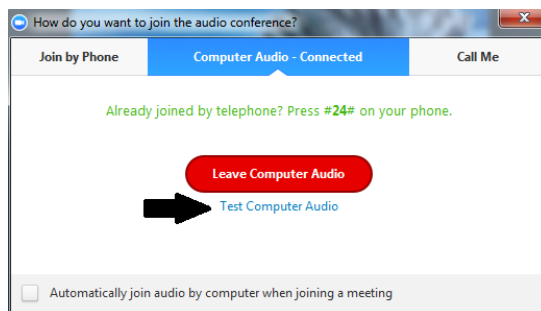 How do you want to join the audio conference?
Join by Phone
Computer Audio - Connected
Call Me
Already joined by telephone? Press #24# on your phone.
Leave Computer Audio
Test Computer Audio
Automatically join audio by computer when joining a meeting